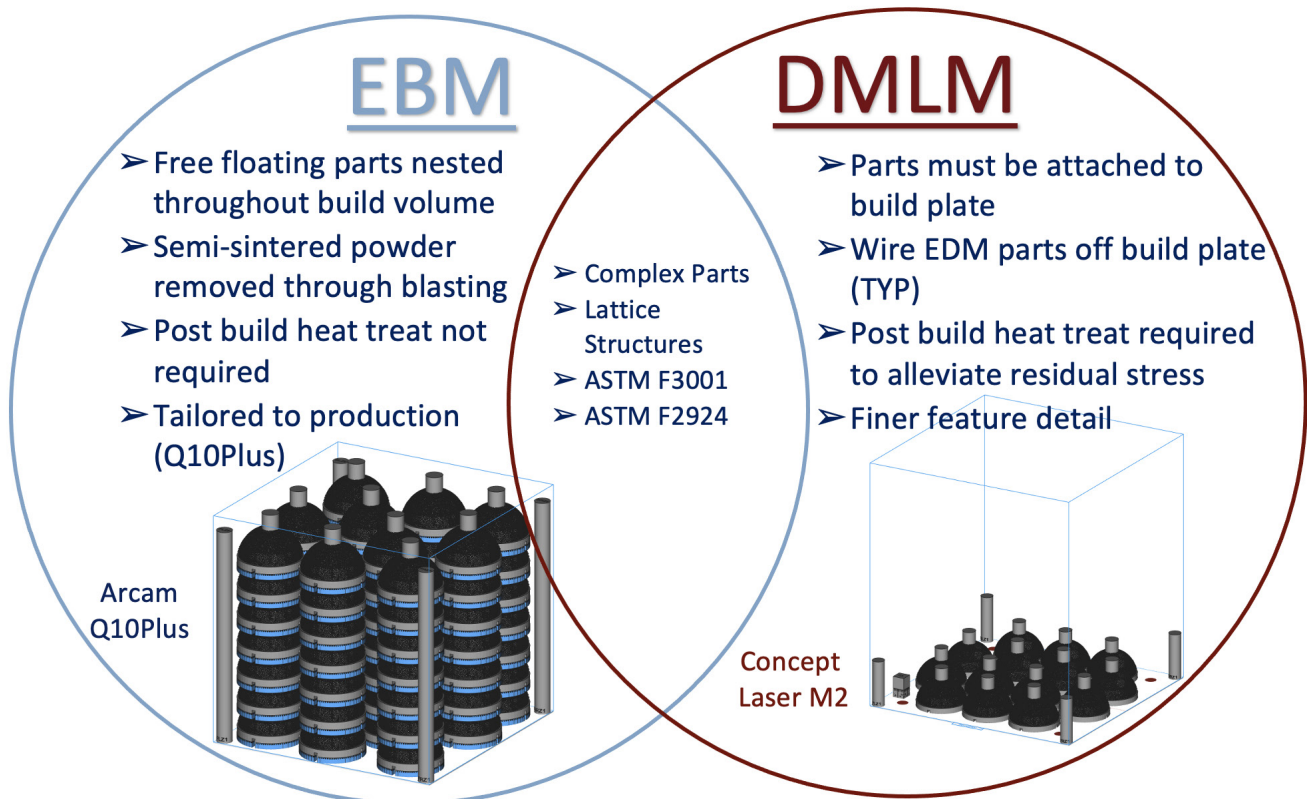 EBM
➢ Free floating parts nested
throughout build volume
➢ Semi-sintered powder
removed through blasting
➢ Post build heat treat not
required
➢ Tailored to production
(Q10Plus)
Arcam
Q10Plus
➢ Complex Parts
➢ Lattice
Structures
➢ ASTM F3001
➢ ASTM F2924
DMLM
➢ Parts must be attached to
build plate
➢ Wire EDM parts off build plate
(TYP)
➢ Post build heat treat required
to alleviate residual stress
➢ Finer feature detail
Concept
Laser M2